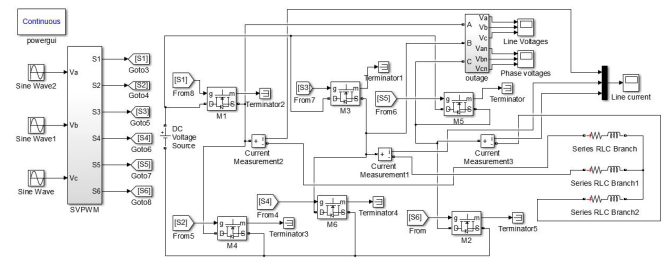 Continuous
powergui
Sine Wave2
Sine Wave1
Sine Wave
Va
Vb
Vc
S1
S2
S3
S4
S5
S6
SVPWM
[S1]
Goto3
[S2]
Goto4
[S3]
Goto5
[S4]
Goto6
[S5]
Goto7
[S6]
Goto8
DC
Voltage
Source
[S1]
From8
g m
D S
M1
Terminator2
[S3]
From7
g m
D S
M3
Terminator1
[S5]
From6
g m
D S
M5
Terminator
A
B
C
Va
Vb
Vc
Van
Vbn
Vcn
outage
Line Voltages
Phase voltages
Line current
Current
Measurement2
Current
Measurement1
Current
Measurement3
Series RLC Branch
Series RLC Branch1
Series RLC Branch2
[S2]
From5
g m
D S
M4
Terminator3
[S4]
From4
g m
D S
M6
Terminator4
[S6]
From
g m
D S
M2
Terminator5